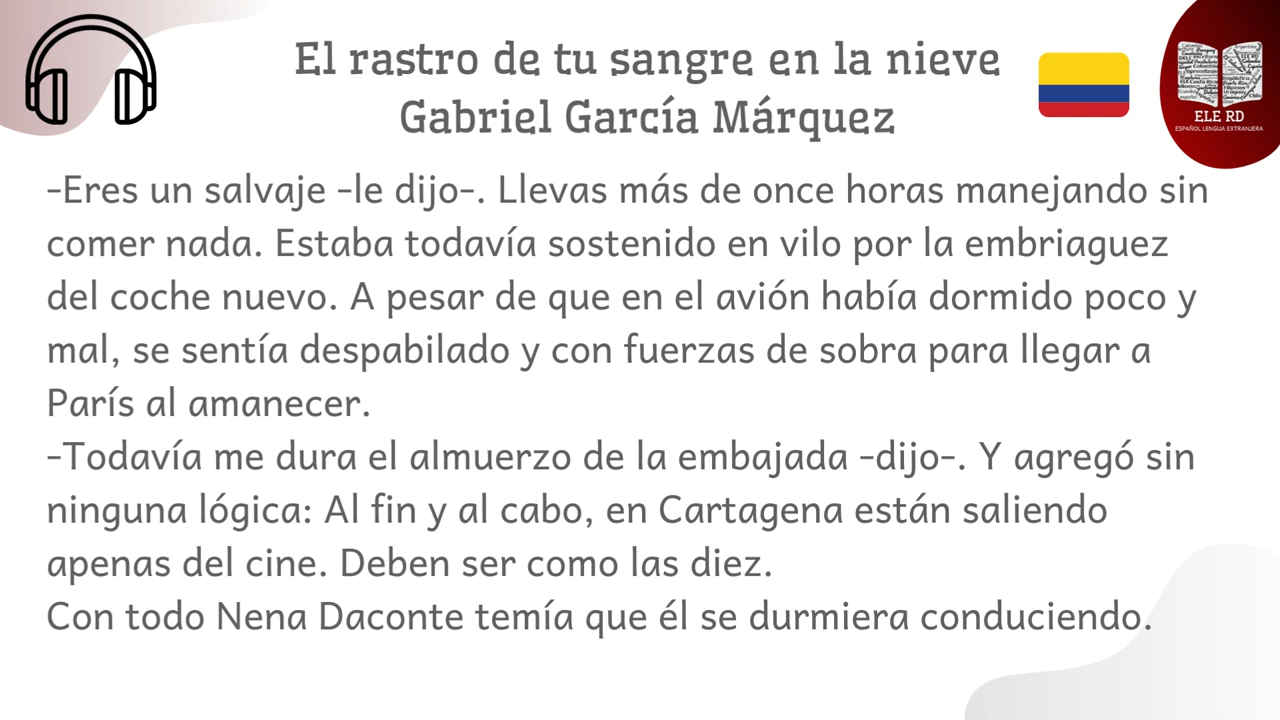 El rastro de tu sangre en la nieve
Gabriel García Márquez
ELE RD
ESPAÑOL LENGUA EXTRANJERA
-Eres un salvaje -le dijo-. Llevas más de once horas manejando sin
comer nada. Estaba todavía sostenido en vilo por la embriaguez
del coche nuevo. A pesar de que en el avión había dormido poco y
mal, se sentía despabilado y con fuerzas de sobra para llegar a
París al amanecer.
-Todavía me dura el almuerzo de la embajada -dijo-. Y agregó sin
ninguna lógica: Al fin y al cabo, en Cartagena están saliendo
apenas del cine. Deben ser como las diez.
Con todo Nena Daconte temía que él se durmiera conduciendo.